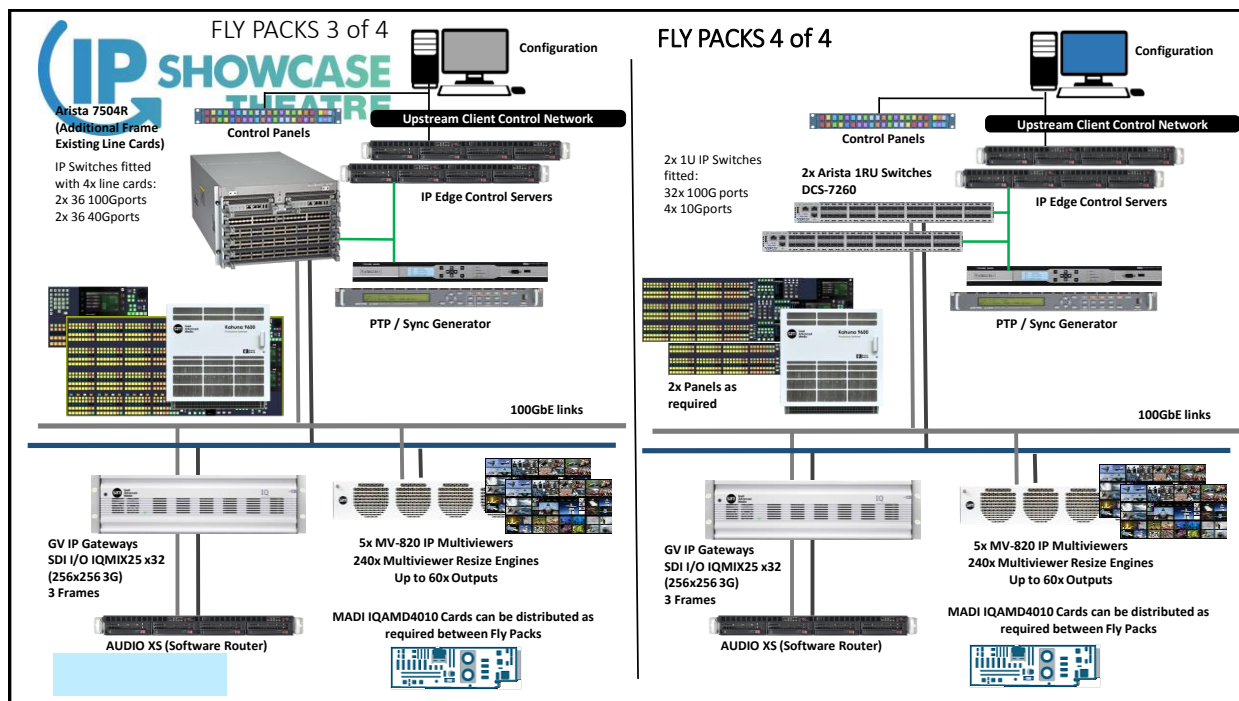 FLY PACKS 3 of 4
IP SHOWCASE
THEATRE
Configuration
Arista 7504R
(Additional Frame
Existing Line Cards)
Control Panels
Upstream Client Control Network
IP Switches fitted
with 4x line cards:
2x 36 100Gports
2x 36 40Gports
IP Edge Control Servers
PTP / Sync Generator
Kahuna 9600
100GbE links
IQ
GV IP Gateways
SDI I/O IQMIX25 x32
(256x256 3G)
3 Frames
5x MV-820 IP Multiviewers
240x Multiviewer Resize Engines
Up to 60x Outputs
MADI IQAMD4010 Cards can be distributed as
required between Fly Packs
AUDIO XS (Software Router)
FLY PACKS 4 of 4
Configuration
Control Panels
Upstream Client Control Network
2x 1U IP Switches
fitted:
32x 100G ports
4x 10Gports
2x Arista 1RU Switches
DCS-7260
IP Edge Control Servers
PTP / Sync Generator
Kahuna 9600
2x Panels as
required
100GbE links
IQ
GV IP Gateways
SDI I/O IQMIX25 x32
(256x256 3G)
3 Frames
5x MV-820 IP Multiviewers
240x Multiviewer Resize Engines
Up to 60x Outputs
MADI IQAMD4010 Cards can be distributed as
required between Fly Packs
AUDIO XS (Software Router)